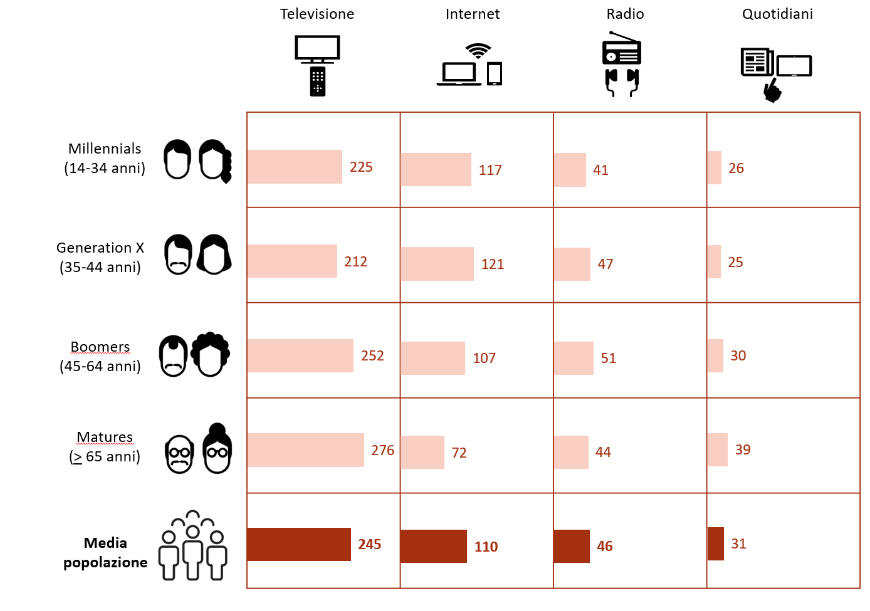 Televisione
Internet
Radio
Quotidiani
Millennials
(14-34 anni)
225
117
41
26
Generation X
(35-44 anni)
212
121
47
25
Boomers
(45-64 anni)
252
107
51
30
Matures
(≥ 65 anni)
276
72
44
39
Media
popolazione
245
110
46
31